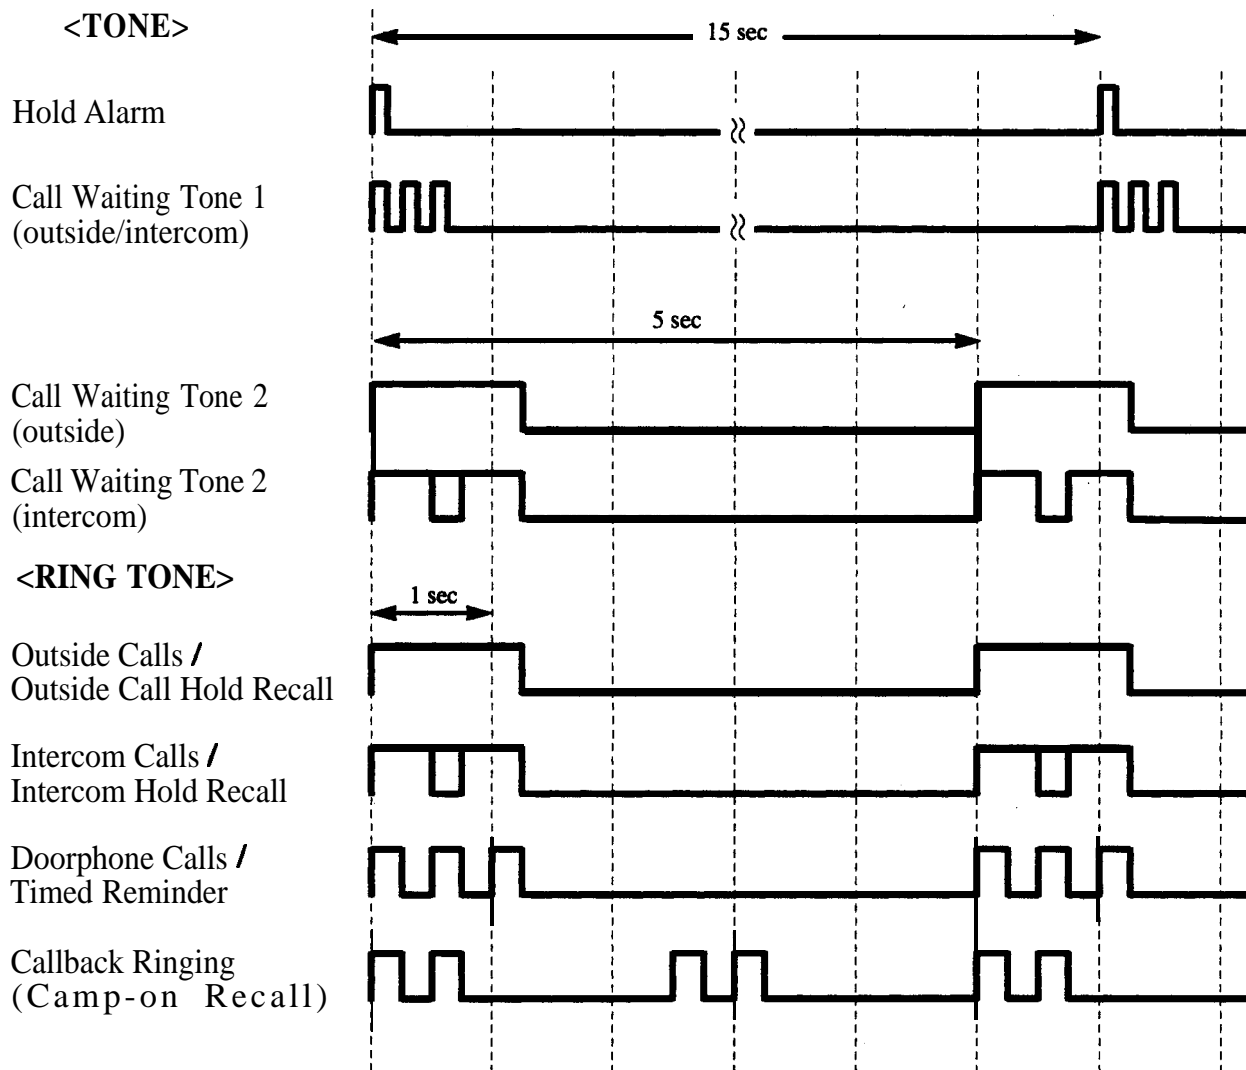 <TONE>
15 sec
Hold Alarm
Call Waiting Tone 1
(outside/intercom)
5 sec
Call Waiting Tone 2
(outside)
Call Waiting Tone 2
(intercom)
<RING TONE>
1 sec
Outside Calls /
Outside Call Hold Recall
Intercom Calls /
Intercom Hold Recall
Doorphone Calls /
Timed Reminder
Callback Ringing
(Camp-on Recall)